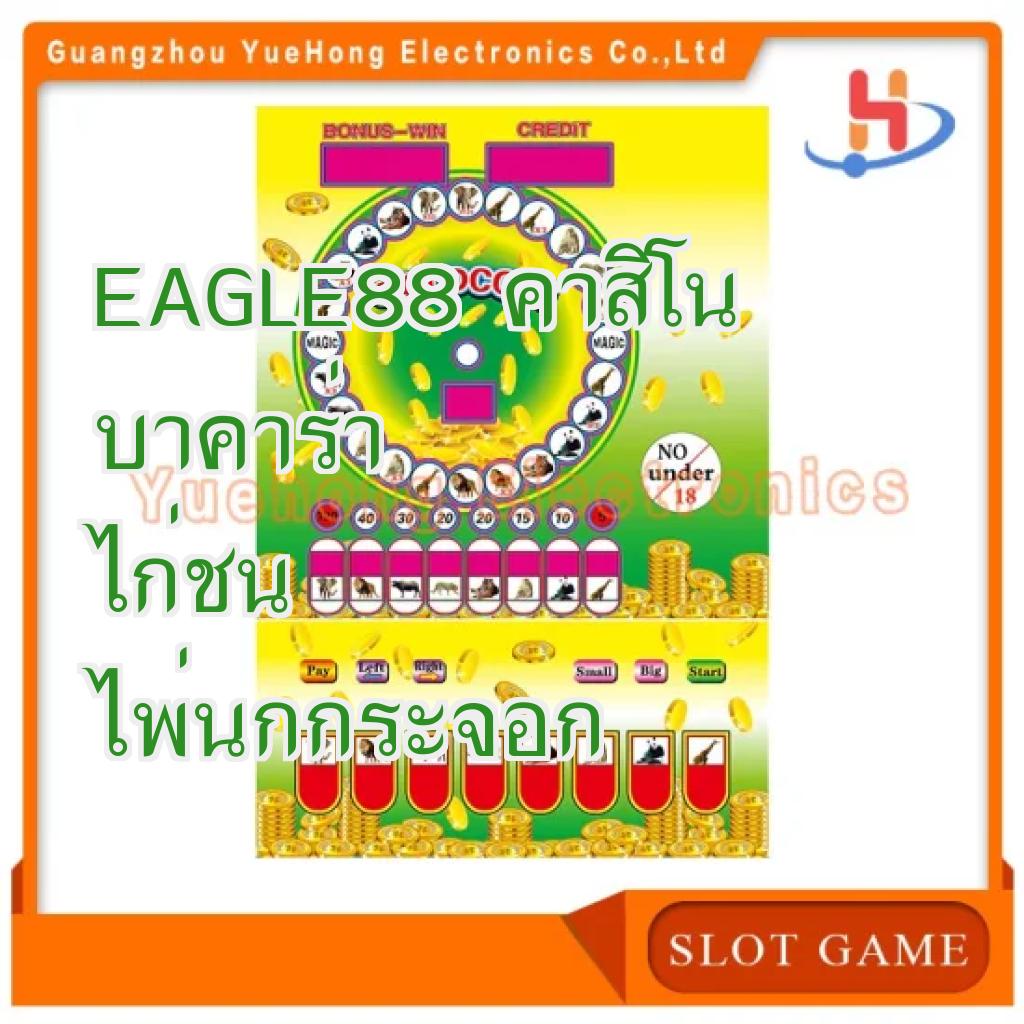 Guangzhou YueHong Electronics Co.,Ltd
BONUS-WIN
CREDIT
EAGLE88 คาสิโน
MAGIC
MAGIC
บาคาร่า
NO
under
18
Yuehong Electronics
40 30 20 20 15 10 5
ไก่ชน
Pay Left Right Small Big Start
ไพ่นกกระจอก
SLOT GAME